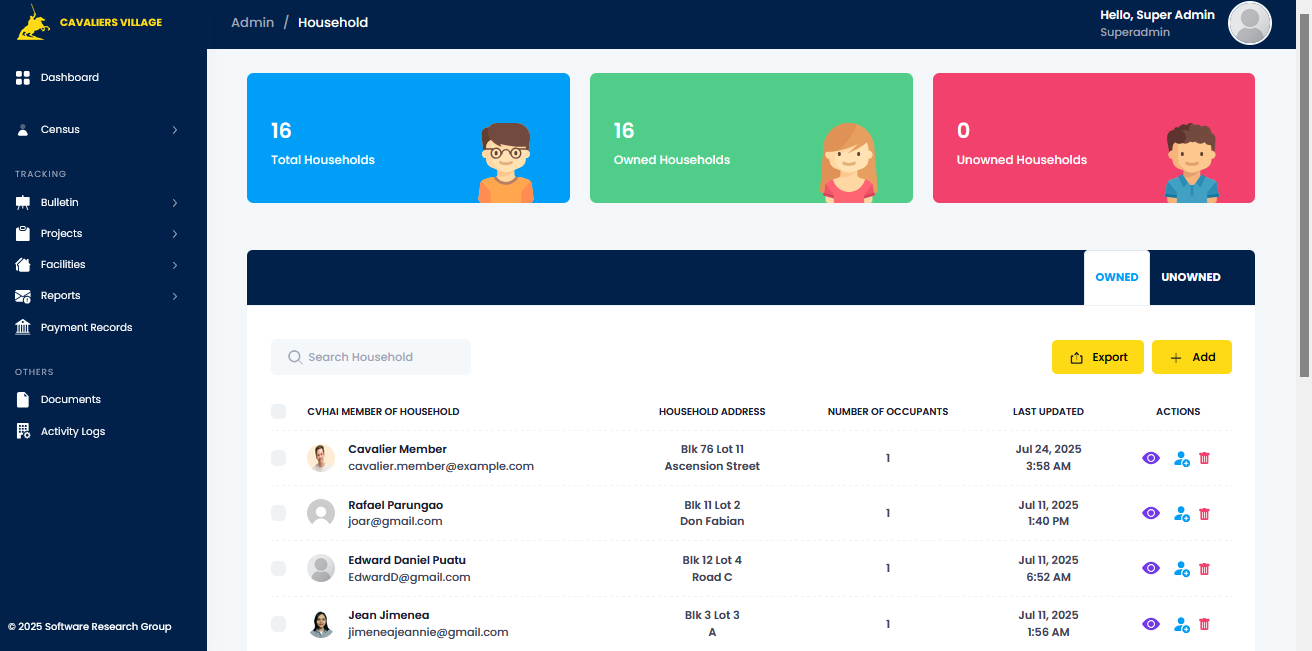 CAVALIERS VILLAGE
Admin / Household
Hello, Super Admin
Superadmin
Dashboard
Census
TRACKING
Bulletin
Projects
Facilities
Reports
Payment Records
OTHERS
Documents
Activity Logs
© 2025 Software Research Group
16
Total Households
16
Owned Households
0
Unowned Households
OWNED UNOWNED
Search Household
Export
Add
CVHAI MEMBER OF HOUSEHOLD HOUSEHOLD ADDRESS NUMBER OF OCCUPANTS LAST UPDATED ACTIONS
Cavalier Member Blk 76 Lot 11 Jul 24, 2025
cavalier.member@example.com Ascension Street 1 3:58 AM
Rafael Parungao Blk 11 Lot 2 Jul 11, 2025
joar@gmail.com Don Fabian 1 1:40 PM
Edward Daniel Puatu Blk 12 Lot 4 Jul 11, 2025
EdwardD@gmail.com Road C 1 6:52 AM
Jean Jimenea Blk 3 Lot 3 Jul 11, 2025
jimeneajeannie@gmail.com A 1 1:56 AM